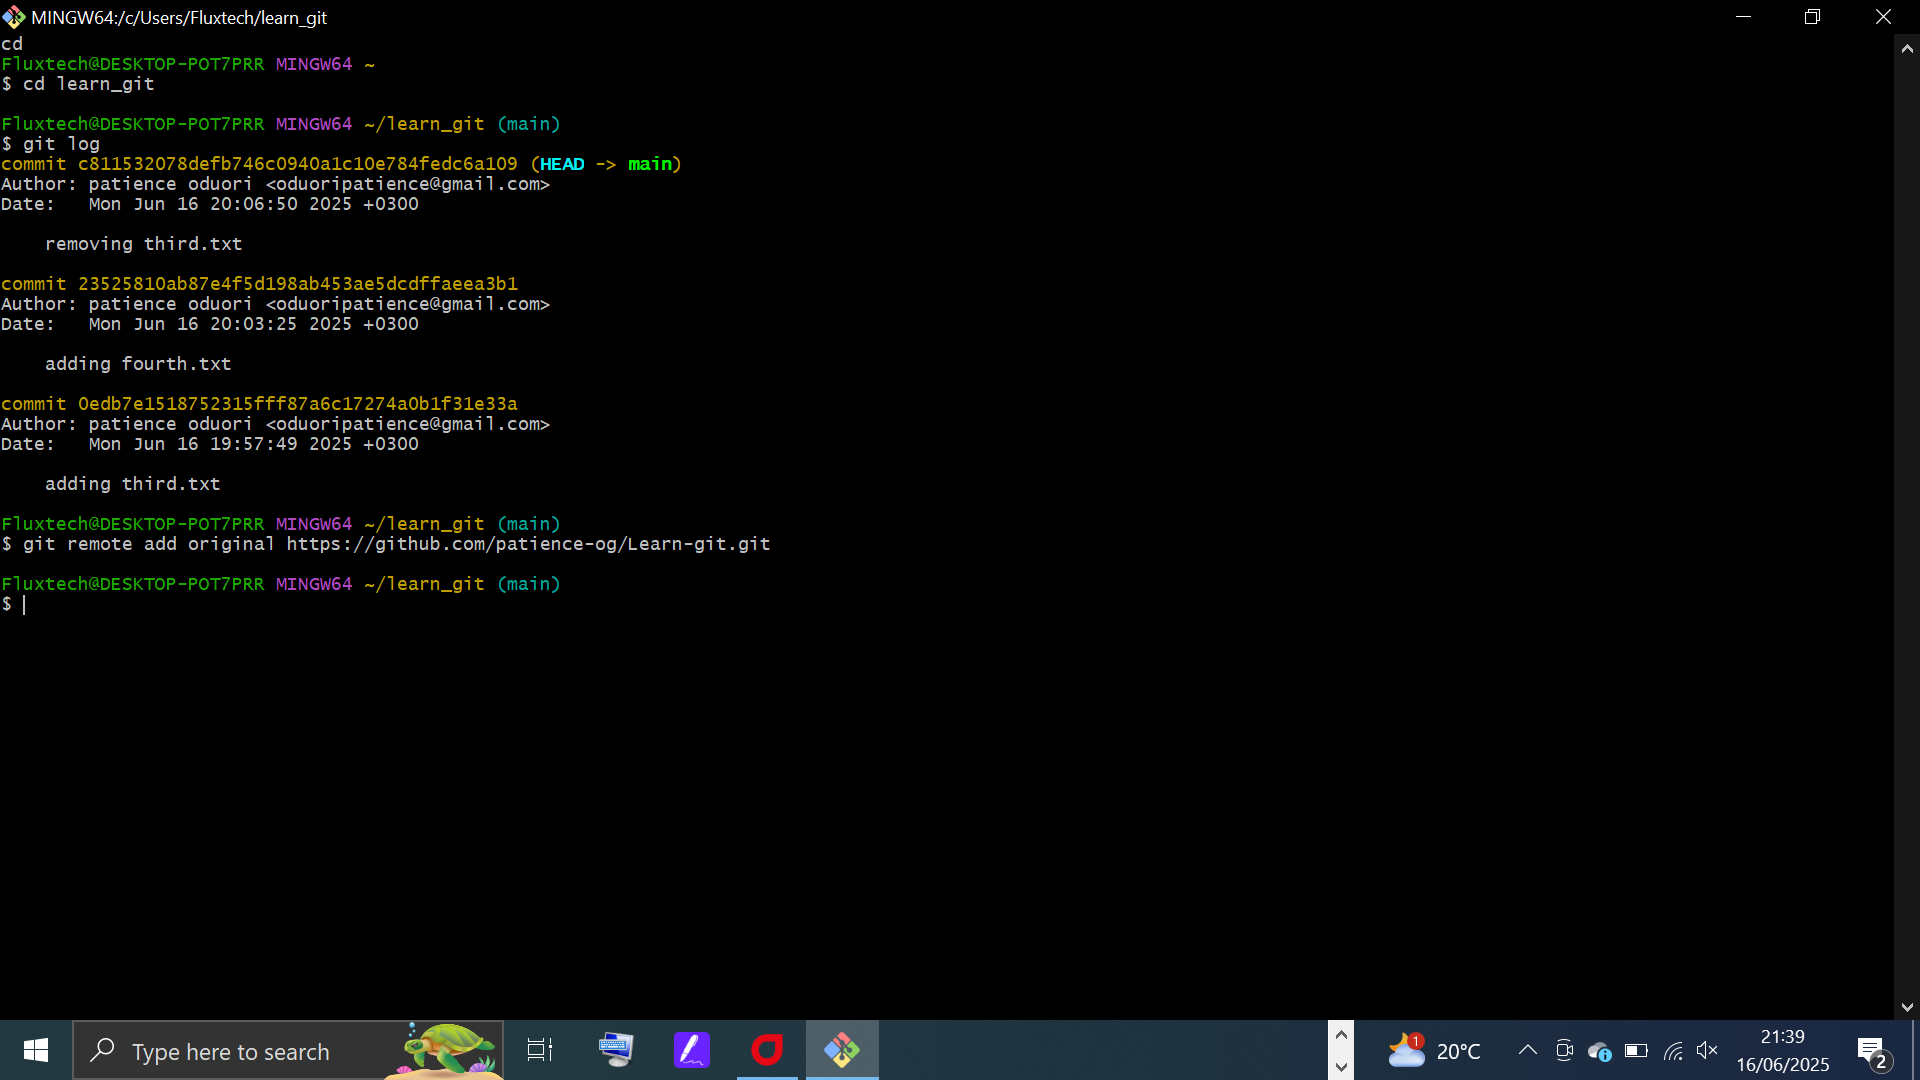 MINGW64:/c/Users/Fluxtech/learn_git
cd
Fluxtech@DESKTOP-POT7PRR MINGW64 ~
$ cd learn_git
Fluxtech@DESKTOP-POT7PRR MINGW64 ~/learn_git (main)
$ git log
commit c811532078defb746c0940a1c10e784fedc6a109 (HEAD -> main)
Author: patience oduori <oduoripatience@gmail.com>
Date:   Mon Jun 16 20:06:50 2025 +0300
    removing third.txt
commit 23525810ab87e4f5d198ab453ae5dcdffaeea3b1
Author: patience oduori <oduoripatience@gmail.com>
Date:   Mon Jun 16 20:03:25 2025 +0300
    adding fourth.txt
commit 0edb7e1518752315fff87a6c17274a0b1f31e33a
Author: patience oduori <oduoripatience@gmail.com>
Date:   Mon Jun 16 19:57:49 2025 +0300
    adding third.txt
Fluxtech@DESKTOP-POT7PRR MINGW64 ~/learn_git (main)
$ git remote add original https://github.com/patience-og/Learn-git.git
Fluxtech@DESKTOP-POT7PRR MINGW64 ~/learn_git (main)
$
Type here to search
1
20°C
21:39
16/06/2025
2